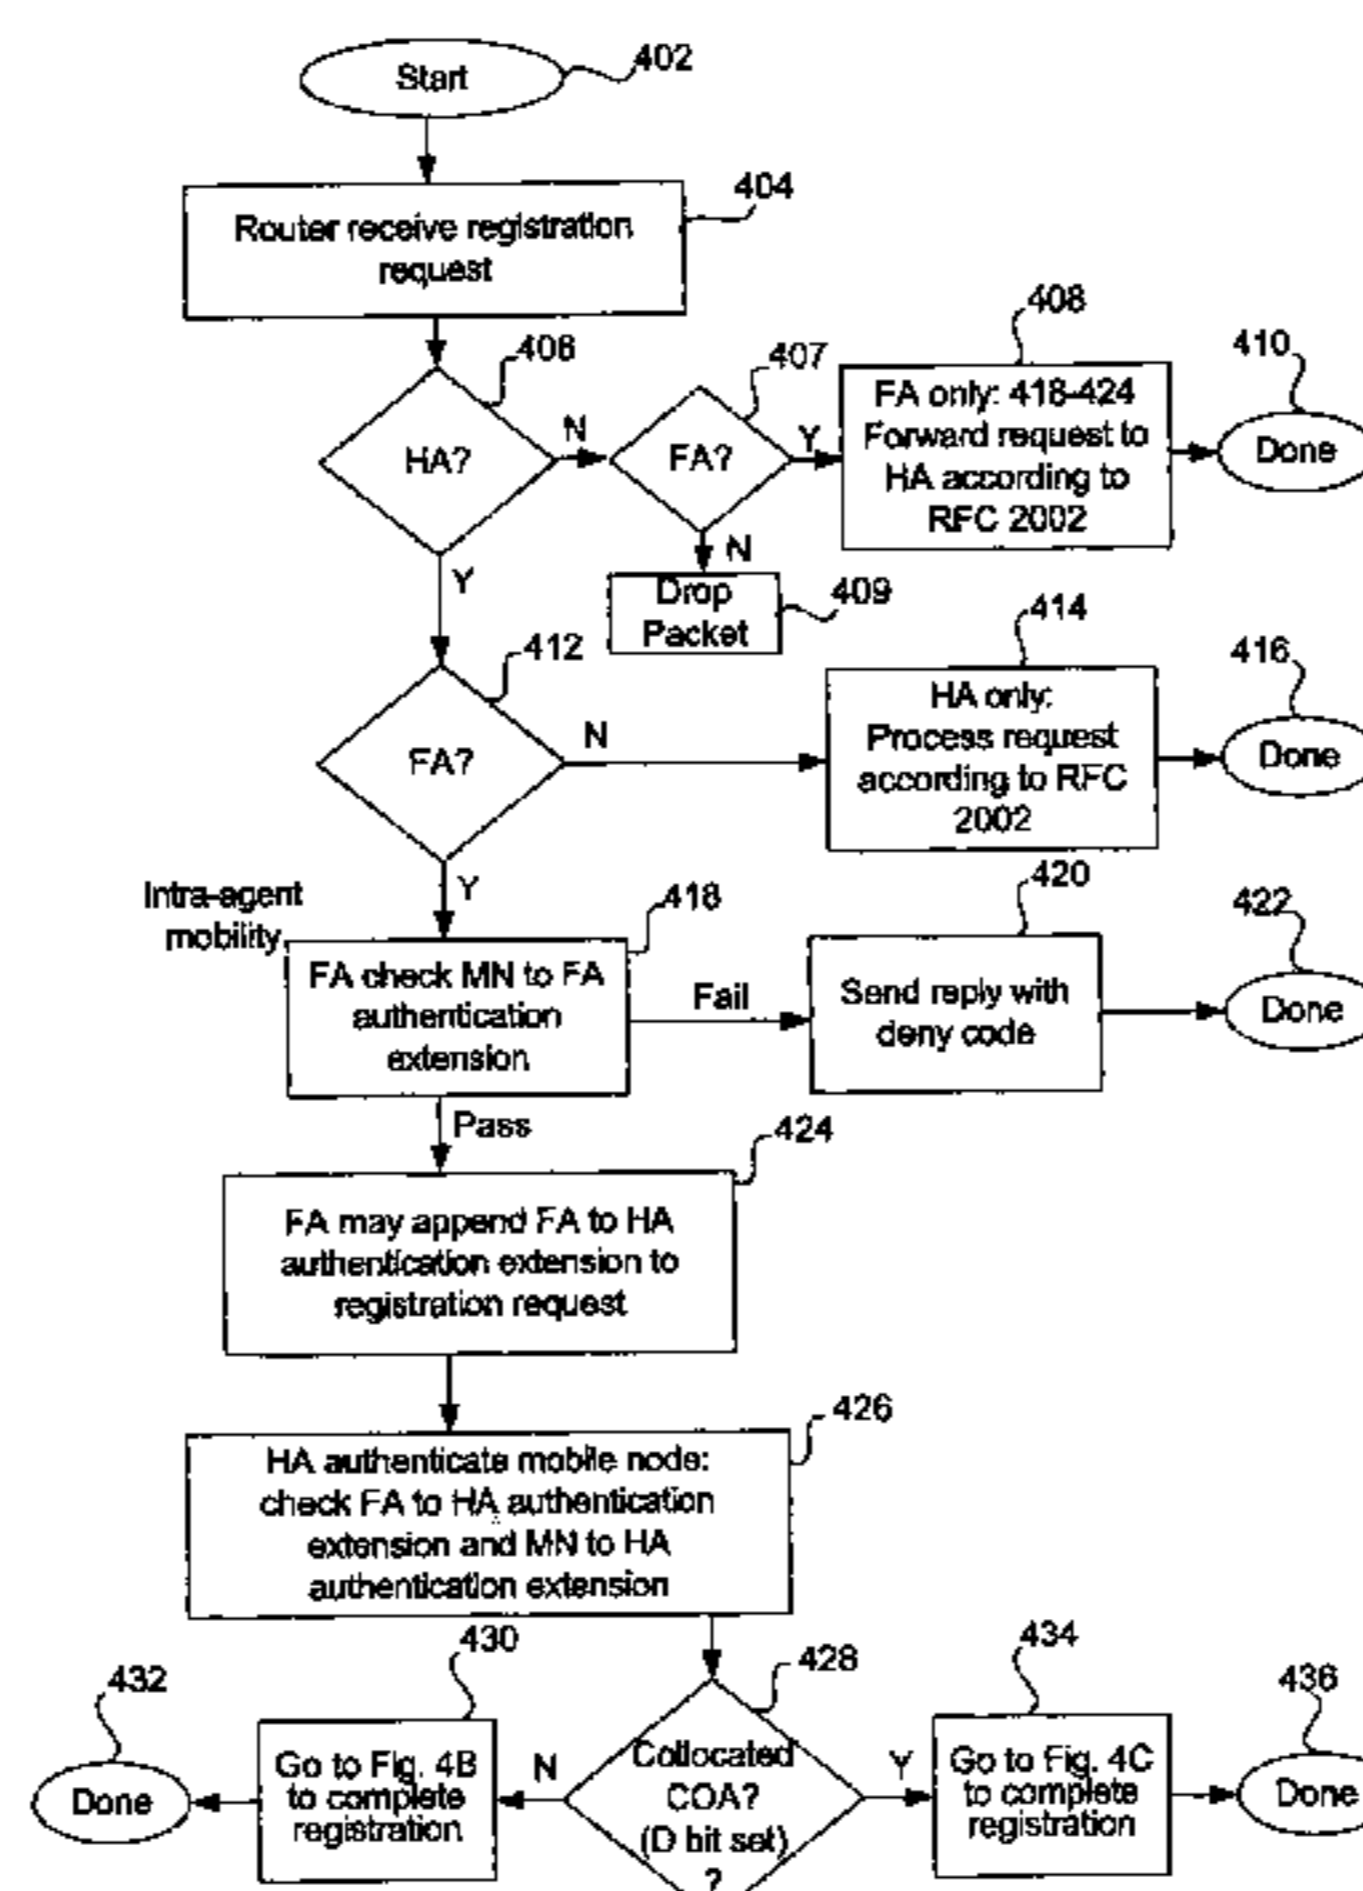 Start
402
Router receive registration
request
404
HA?
406
N
FA?
407
Y
FA only: 418-424
Forward request to
HA according to
RFC 2002
408
Done
410
N
Drop
Packet
409
Y
FA?
412
N
HA only:
Process request
according to RFC
2002
414
Done
416
Y
Intra-agent
mobility
FA check MN to FA
authentication
extension
418
Fail
Send reply with
deny code
420
Done
422
Pass
FA may append FA to HA
authentication extension to
registration request
424
HA authenticate mobile node:
check FA to HA authentication
extension and MN to HA
authentication extension
426
Collocated
COA?
(D bit set)
?
428
N
Go to Fig. 4B
to complete
registration
430
Done
432
Y
Go to Fig. 4C
to complete
registration
434
Done
436